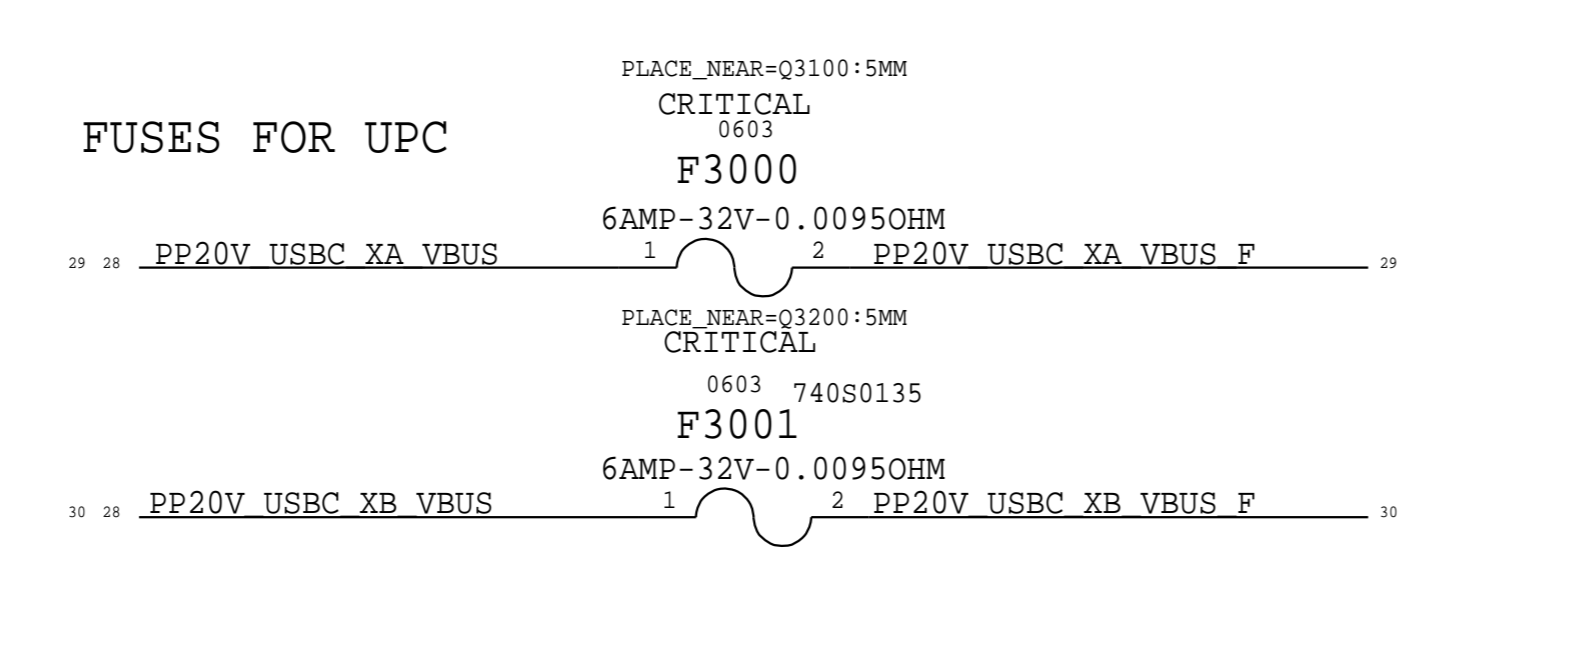 PLACE_NEAR=Q3100:5MM
CRITICAL
0603
FUSES FOR UPC
F3000
6AMP-32V-0.0095OHM
29 28 PP20V_USBC_XA_VBUS 1 2 PP20V_USBC_XA_VBUS_F 29
PLACE_NEAR=Q3200:5MM
CRITICAL
0603 740S0135
F3001
6AMP-32V-0.0095OHM
30 28 PP20V_USBC_XB_VBUS 1 2 PP20V_USBC_XB_VBUS_F 30